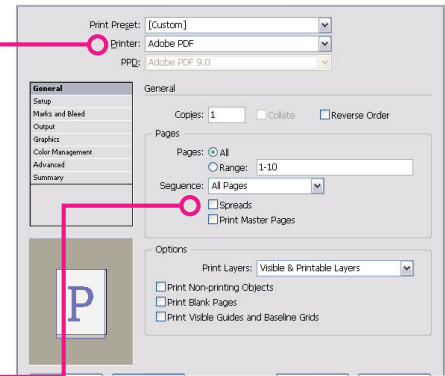 Print Preset: [Custom]
Printer: Adobe PDF
PPD: Adobe PDF 9.0
General
Setup
Marks and Bleed
Output
Graphics
Color Management
Advanced
Summary
General
Copies: 1 Collate Reverse Order
Pages
Pages: All
Range: 1-10
Sequence: All Pages
Spreads
Print Master Pages
Options
Print Layers: Visible & Printable Layers
Print Non-printing Objects
Print Blank Pages
Print Visible Guides and Baseline Grids
P